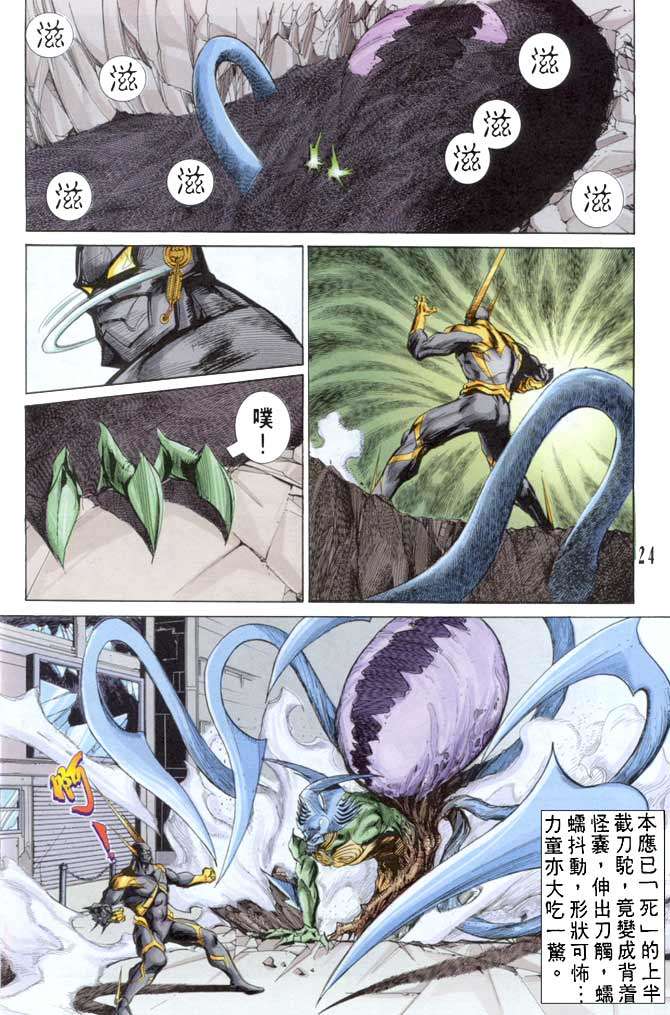 滋
滋
滋
滋
滋
滋
滋
噗！
24
啊！
本應已「死」的上半
截刀駝，竟變成背着
怪囊，伸出刀觸，蠕
蠕抖動，形狀可怖…
力童亦大吃一驚。